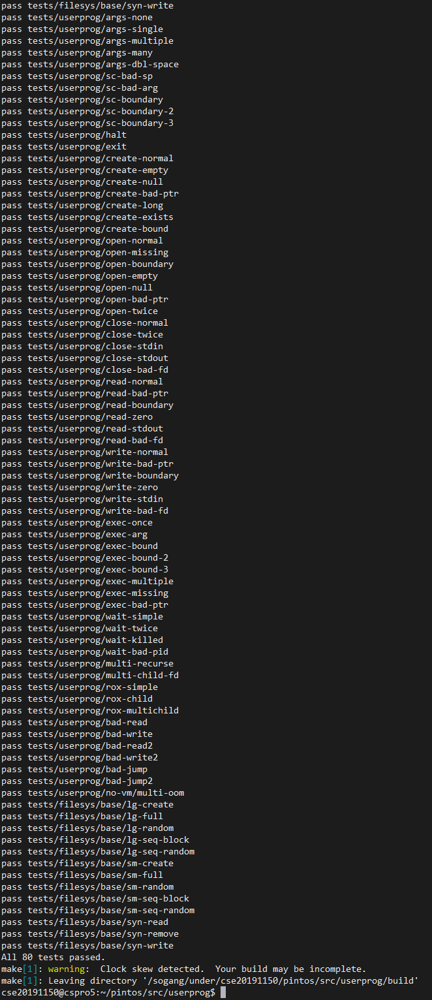 pass tests/filesys/base/syn-write
pass tests/userprog/args-none
pass tests/userprog/args-single
pass tests/userprog/args-multiple
pass tests/userprog/args-many
pass tests/userprog/args-dbl-space
pass tests/userprog/sc-bad-sp
pass tests/userprog/sc-bad-arg
pass tests/userprog/sc-boundary
pass tests/userprog/sc-boundary-2
pass tests/userprog/sc-boundary-3
pass tests/userprog/halt
pass tests/userprog/exit
pass tests/userprog/create-normal
pass tests/userprog/create-empty
pass tests/userprog/create-null
pass tests/userprog/create-bad-ptr
pass tests/userprog/create-long
pass tests/userprog/create-exists
pass tests/userprog/create-bound
pass tests/userprog/open-normal
pass tests/userprog/open-missing
pass tests/userprog/open-boundary
pass tests/userprog/open-empty
pass tests/userprog/open-null
pass tests/userprog/open-bad-ptr
pass tests/userprog/open-twice
pass tests/userprog/close-normal
pass tests/userprog/close-twice
pass tests/userprog/close-stdin
pass tests/userprog/close-stdout
pass tests/userprog/close-bad-fd
pass tests/userprog/read-normal
pass tests/userprog/read-bad-ptr
pass tests/userprog/read-boundary
pass tests/userprog/read-zero
pass tests/userprog/read-stdout
pass tests/userprog/read-bad-fd
pass tests/userprog/write-normal
pass tests/userprog/write-bad-ptr
pass tests/userprog/write-boundary
pass tests/userprog/write-zero
pass tests/userprog/write-stdin
pass tests/userprog/write-bad-fd
pass tests/userprog/exec-once
pass tests/userprog/exec-arg
pass tests/userprog/exec-bound
pass tests/userprog/exec-bound-2
pass tests/userprog/exec-bound-3
pass tests/userprog/exec-multiple
pass tests/userprog/exec-missing
pass tests/userprog/exec-bad-ptr
pass tests/userprog/wait-simple
pass tests/userprog/wait-twice
pass tests/userprog/wait-killed
pass tests/userprog/wait-bad-pid
pass tests/userprog/multi-recurse
pass tests/userprog/multi-child-fd
pass tests/userprog/rox-simple
pass tests/userprog/rox-child
pass tests/userprog/rox-multichild
pass tests/userprog/bad-read
pass tests/userprog/bad-write
pass tests/userprog/bad-read2
pass tests/userprog/bad-write2
pass tests/userprog/bad-jump
pass tests/userprog/bad-jump2
pass tests/userprog/no-vm/multi-oom
pass tests/filesys/base/lg-create
pass tests/filesys/base/lg-full
pass tests/filesys/base/lg-random
pass tests/filesys/base/lg-seq-block
pass tests/filesys/base/lg-seq-random
pass tests/filesys/base/sm-create
pass tests/filesys/base/sm-full
pass tests/filesys/base/sm-random
pass tests/filesys/base/sm-seq-block
pass tests/filesys/base/sm-seq-random
pass tests/filesys/base/syn-read
pass tests/filesys/base/syn-remove
pass tests/filesys/base/syn-write
All 80 tests passed.
make[1]: warning:  Clock skew detected.  Your build may be incomplete.
make[1]: Leaving directory '/sogang/under/cse20191150/pintos/src/userprog/build'
cse20191150@cspro5:~/pintos/src/userprog$